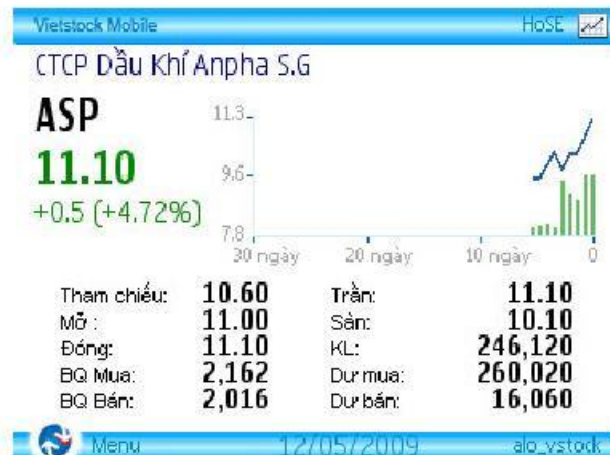 Vietstock Mobile HoSE
CTCP Dầu Khí Anpha S.G
ASP
11.10
+0.5 (+4.72%)
11.3
9.6
7.8
30 ngày 20 ngày 10 ngày 0
Tham chiếu: 10.60 Trần: 11.10
Mở : 11.00 Sàn: 10.10
Đóng: 11.10 KL: 246,120
BQ Mua: 2,162 Dư mua: 260,020
BQ Bán: 2,016 Dư bán: 16,060
Menu 12/05/2009 alo_vstock